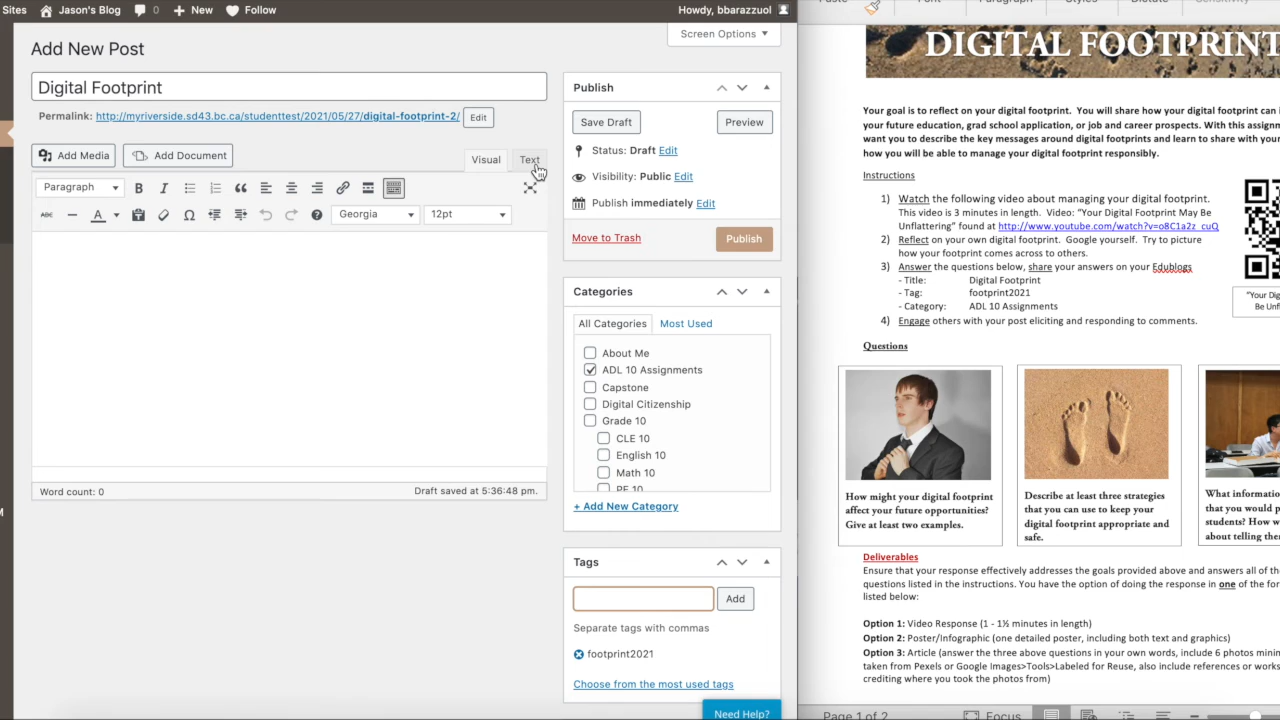 Sites Jason's Blog 0 New Follow Howdy, bbarazzuol
Screen Options
Add New Post
Digital Footprint
Permalink: http://myriverside.sd43.bc.ca/studenttest/2021/05/27/digital-footprint-2/ Edit
Add Media Add Document Visual Text
Paragraph B I
ABC A Georgia 12pt
Word count: 0 Draft saved at 5:36:48 pm.
Publish
Save Draft Preview
Status: Draft Edit
Visibility: Public Edit
Publish immediately Edit
Move to Trash Publish
Categories
All Categories Most Used
About Me
ADL 10 Assignments
Capstone
Digital Citizenship
Grade 10
CLE 10
English 10
Math 10
PE 10
+ Add New Category
Tags
Add
Separate tags with commas
footprint2021
Choose from the most used tags
Need Help?
DIGITAL FOOTPRINT
Your goal is to reflect on your digital footprint. You will share how your digital footprint can
your future education, grad school application, or job and career prospects. With this assignm
want you to describe the key messages around digital footprints and learn to share with your
how you will be able to manage your digital footprint responsibly.
Instructions
1) Watch the following video about managing your digital footprint.
This video is 3 minutes in length. Video: "Your Digital Footprint May Be
Unflattering" found at http://www.youtube.com/watch?v=o8C1a2z_cuQ
2) Reflect on your own digital footprint. Google yourself. Try to picture
how your footprint comes across to others.
3) Answer the questions below, share your answers on your Edublogs
- Title: Digital Footprint
- Tag: footprint2021
- Category: ADL 10 Assignments
4) Engage others with your post eliciting and responding to comments.
"Your Dig
Be Unfl
Questions
How might your digital footprint
affect your future opportunities?
Give at least two examples.
Describe at least three strategies
that you can use to keep your
digital footprint appropriate and
safe.
What information
that you would p
students? How w
about telling the
Deliverables
Ensure that your response effectively addresses the goals provided above and answers all of the
questions listed in the instructions. You have the option of doing the response in one of the for
listed below:
Option 1: Video Response (1 - 1½ minutes in length)
Option 2: Poster/Infographic (one detailed poster, including both text and graphics)
Option 3: Article (answer the three above questions in your own words, include 6 photos minim
taken from Pexels or Google Images>Tools>Labeled for Reuse, also include references or works
crediting where you took the photos from)
Page 1 of 2 Focus